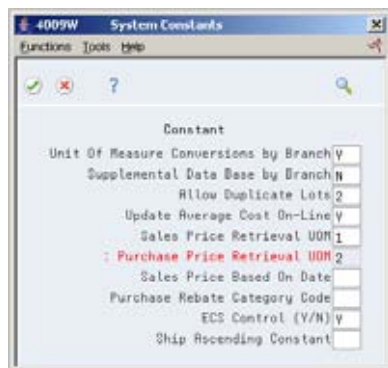 4009W System Constants
Functions Tools Help
?
Constant
Unit Of Measure Conversions by Branch Y
Supplemental Data Base by Branch N
Allow Duplicate Lots 2
Update Average Cost On-Line Y
Sales Price Retrieval UOM 1
: Purchase Price Retrieval UOM 2
Sales Price Based On Date
Purchase Rebate Category Code
ECS Control (Y/N) Y
Ship Ascending Constant